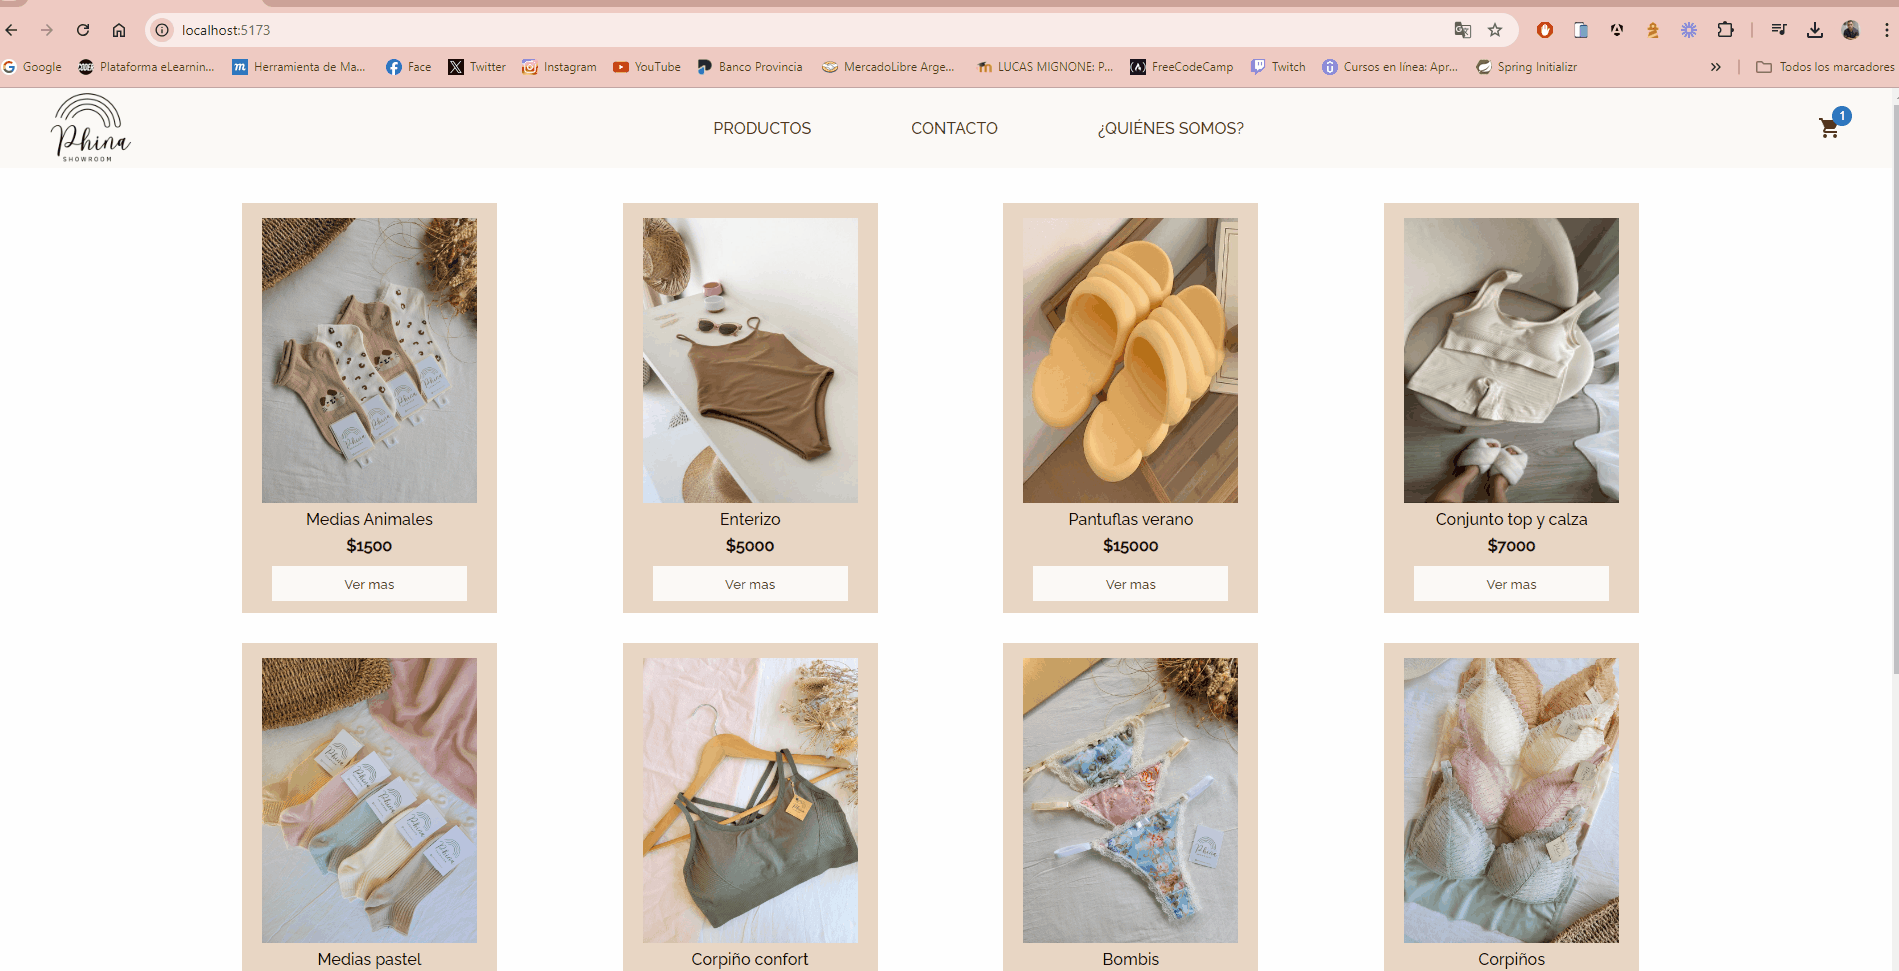 localhost:5173
Google
Plataforma eLearnin...
Herramienta de Ma...
Face
Twitter
Instagram
YouTube
Banco Provincia
MercadoLibre Arge...
LUCAS MIGNONE: P...
FreeCodeCamp
Twitch
Cursos en línea: Apr...
Spring Initializr
»
Todos los marcadores
Phina
SHOWROOM
PRODUCTOS
CONTACTO
¿QUIÉNES SOMOS?
1
Medias Animales
$1500
Ver mas
Enterizo
$5000
Ver mas
Pantuflas verano
$15000
Ver mas
Conjunto top y calza
$7000
Ver mas
Medias pastel
Corpiño confort
Bombis
Corpiños